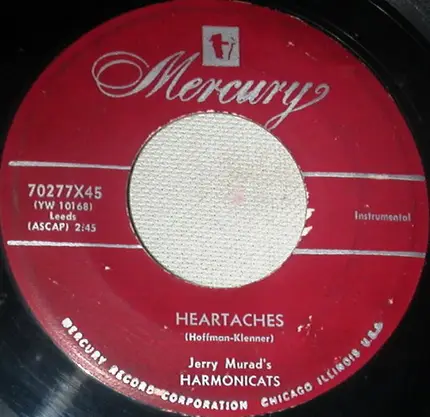 Mercury
70277X45
(YW 10168)
Leeds
(ASCAP) 2:45
Instrumental
HEARTACHES
(Hoffman-Klenner)
Jerry Murad's
HARMONICATS
MERCURY RECORD CORPORATION CHICAGO ILLINOIS U.S.A.